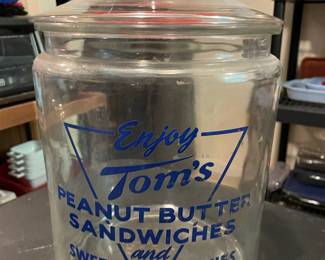 Enjoy
Tom's
PEANUT BUTTER
SANDWICHES
and